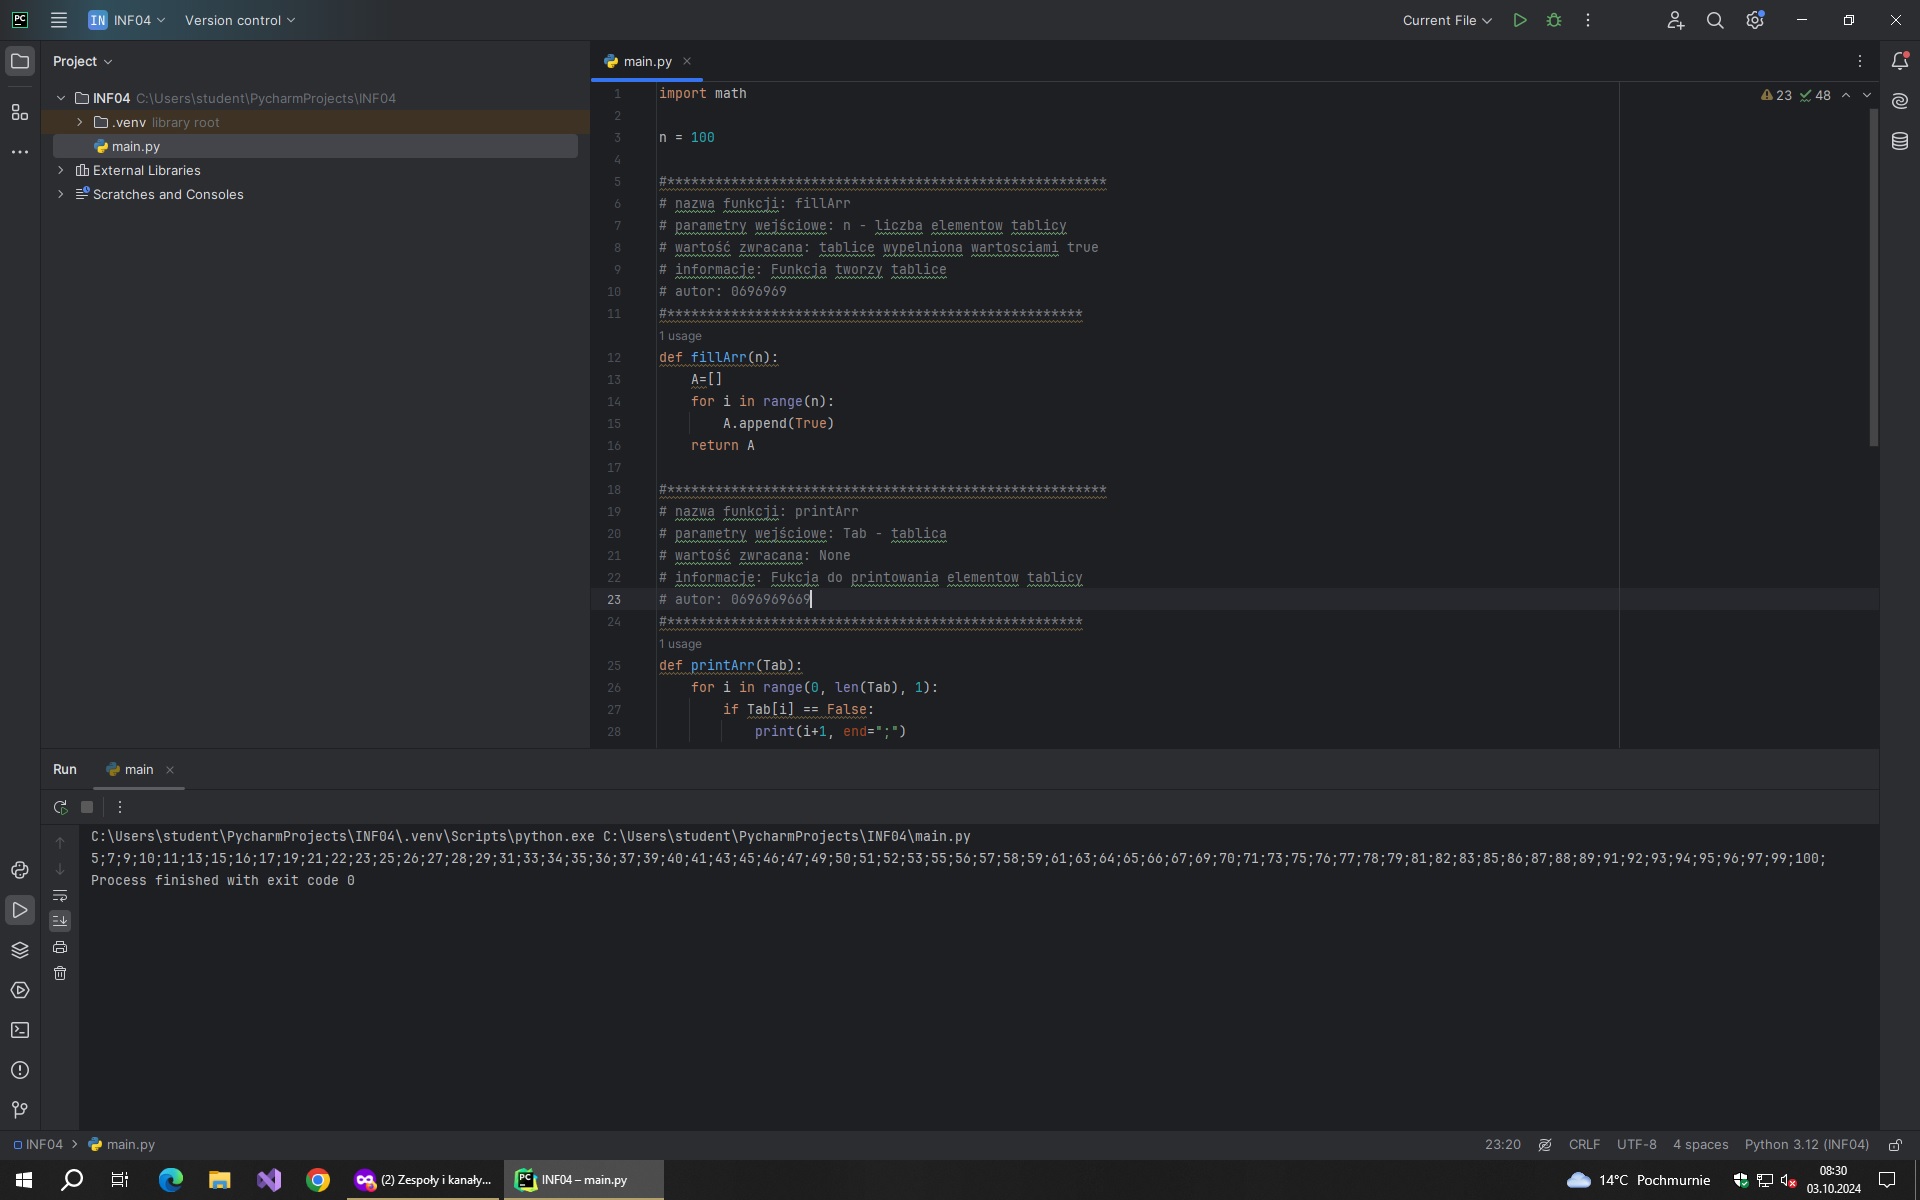 PC IN INF04 Version control Current File
Project
main.py
INF04 C:\Users\student\PycharmProjects\INF04
.venv library root
main.py
External Libraries
Scratches and Consoles
23 48
1 import math
2
3 n = 100
4
5 #*******************************************************
6 # nazwa funkcji: fillArr
7 # parametry wejściowe: n - liczba elementow tablicy
8 # wartość zwracana: tablice wypelniona wartosciami true
9 # informacje: Funkcja tworzy tablice
10 # autor: 0696969
11 #****************************************************
1 usage
12 def fillArr(n):
13 A=[]
14 for i in range(n):
15 A.append(True)
16 return A
17
18 #*******************************************************
19 # nazwa funkcji: printArr
20 # parametry wejściowe: Tab - tablica
21 # wartość zwracana: None
22 # informacje: Fukcja do printowania elementow tablicy
23 # autor: 0696969669
24 #****************************************************
1 usage
25 def printArr(Tab):
26 for i in range(0, len(Tab), 1):
27 if Tab[i] == False:
28 print(i+1, end=";")
Run main
C:\Users\student\PycharmProjects\INF04\.venv\Scripts\python.exe C:\Users\student\PycharmProjects\INF04\main.py
5;7;9;10;11;13;15;16;17;19;21;22;23;25;26;27;28;29;31;33;34;35;36;37;39;40;41;43;45;46;47;49;50;51;52;53;55;56;57;58;59;61;63;64;65;66;67;69;70;71;73;75;76;77;78;79;81;82;83;85;86;87;88;89;91;92;93;94;95;96;97;99;100;
Process finished with exit code 0
INF04 > main.py 23:20 CRLF UTF-8 4 spaces Python 3.12 (INF04)
(2) Zespoły i kanały... PC INF04 – main.py 14°C Pochmurnie 08:30
03.10.2024